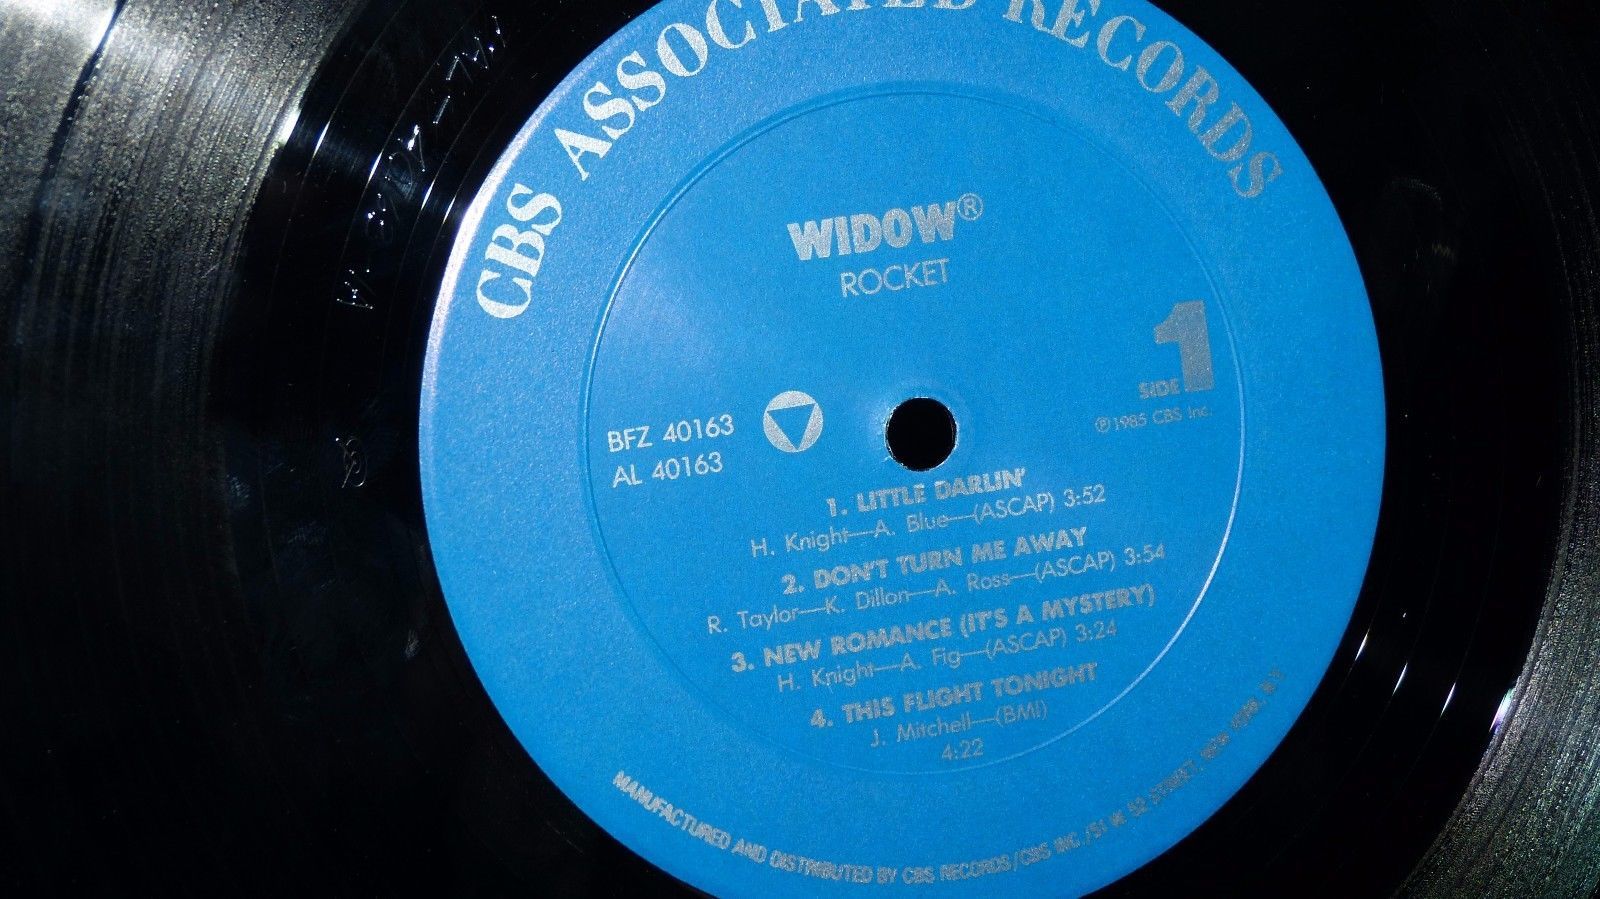 CBS ASSOCIATED RECORDS
WIDOW®
ROCKET
SIDE 1
℗1985 CBS Inc.
BFZ 40163
AL 40163
1. LITTLE DARLIN'
H. Knight—A. Blue—(ASCAP) 3:52
2. DON'T TURN ME AWAY
R. Taylor—K. Dillon—A. Ross—(ASCAP) 3:54
3. NEW ROMANCE (IT'S A MYSTERY)
H. Knight—A. Fig—(ASCAP) 3:24
4. THIS FLIGHT TONIGHT
J. Mitchell—(BMI)
4:22
MANUFACTURED AND DISTRIBUTED BY CBS RECORDS/CBS INC./51 W. 52 STREET, NEW YORK, N.Y.